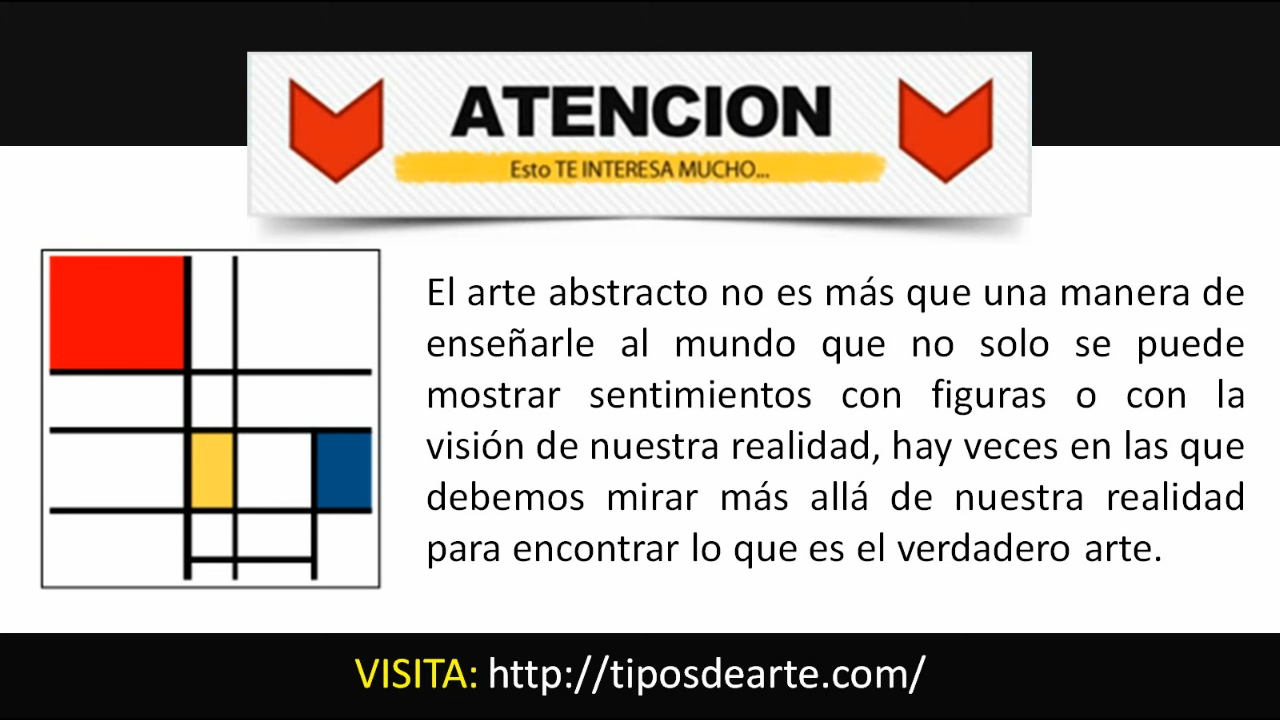 ATENCION
Esto TE INTERESA MUCHO...
El arte abstracto no es más que una manera de
enseñarle al mundo que no solo se puede
mostrar sentimientos con figuras o con la
visión de nuestra realidad, hay veces en las que
debemos mirar más allá de nuestra realidad
para encontrar lo que es el verdadero arte.
VISITA: http://tiposdearte.com/